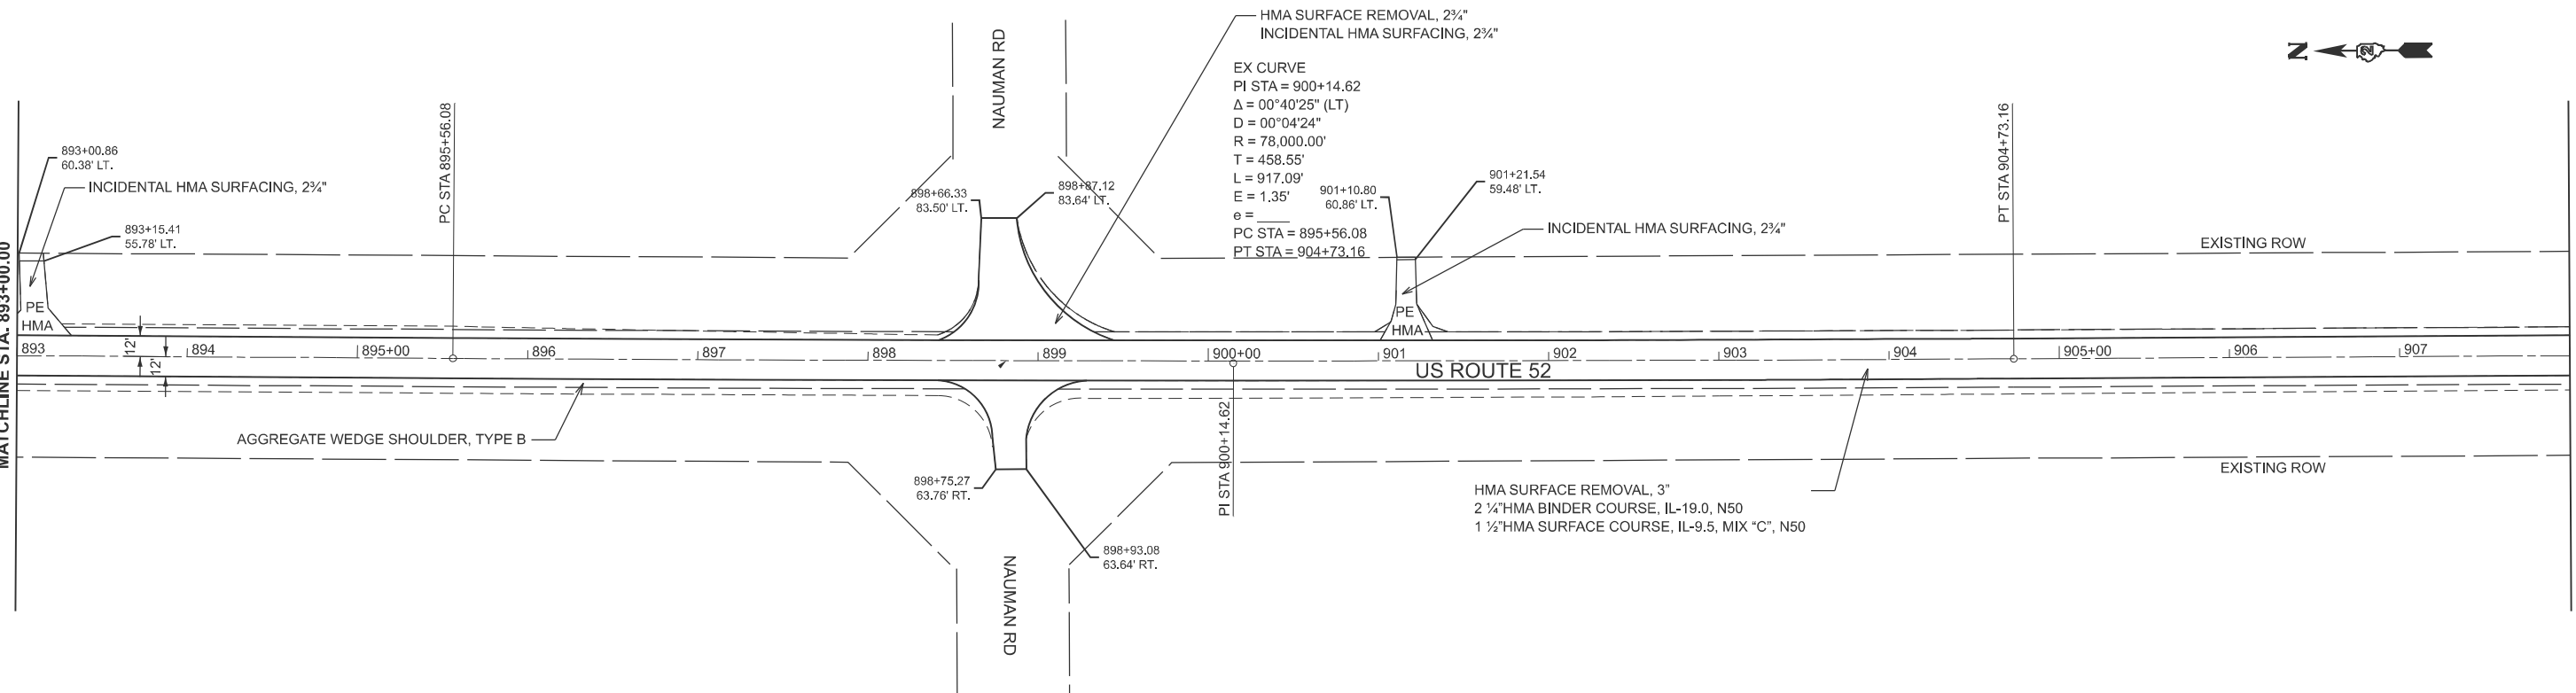 HMA SURFACE REMOVAL, 2¾"
INCIDENTAL HMA SURFACING, 2¾"
N
2
NAUMAN RD
EX CURVE
PI STA = 900+14.62
Δ = 00°40'25" (LT)
D = 00°04'24"
R = 78,000.00'
T = 458.55'
L = 917.09'
E = 1.35'
e = ____
PC STA = 895+56.08
PT STA = 904+73.16
PC STA 895+56.08
PT STA 904+73.16
893+00.86
60.38' LT.
INCIDENTAL HMA SURFACING, 2¾"
893+15.41
55.78' LT.
898+66.33
83.50' LT.
898+87.12
83.64' LT.
901+10.80
60.86' LT.
901+21.54
59.48' LT.
INCIDENTAL HMA SURFACING, 2¾"
EXISTING ROW
MATCHLINE STA. 893+00.00
PE
HMA
PE
HMA
12'
12'
893
894
895+00
896
897
898
899
900+00
901
902
903
904
905+00
906
907
US ROUTE 52
AGGREGATE WEDGE SHOULDER, TYPE B
898+75.27
63.76' RT.
PI STA 900+14.62
898+93.08
63.64' RT.
NAUMAN RD
EXISTING ROW
HMA SURFACE REMOVAL, 3"
2 ¼"HMA BINDER COURSE, IL-19.0, N50
1 ½"HMA SURFACE COURSE, IL-9.5, MIX “C”, N50